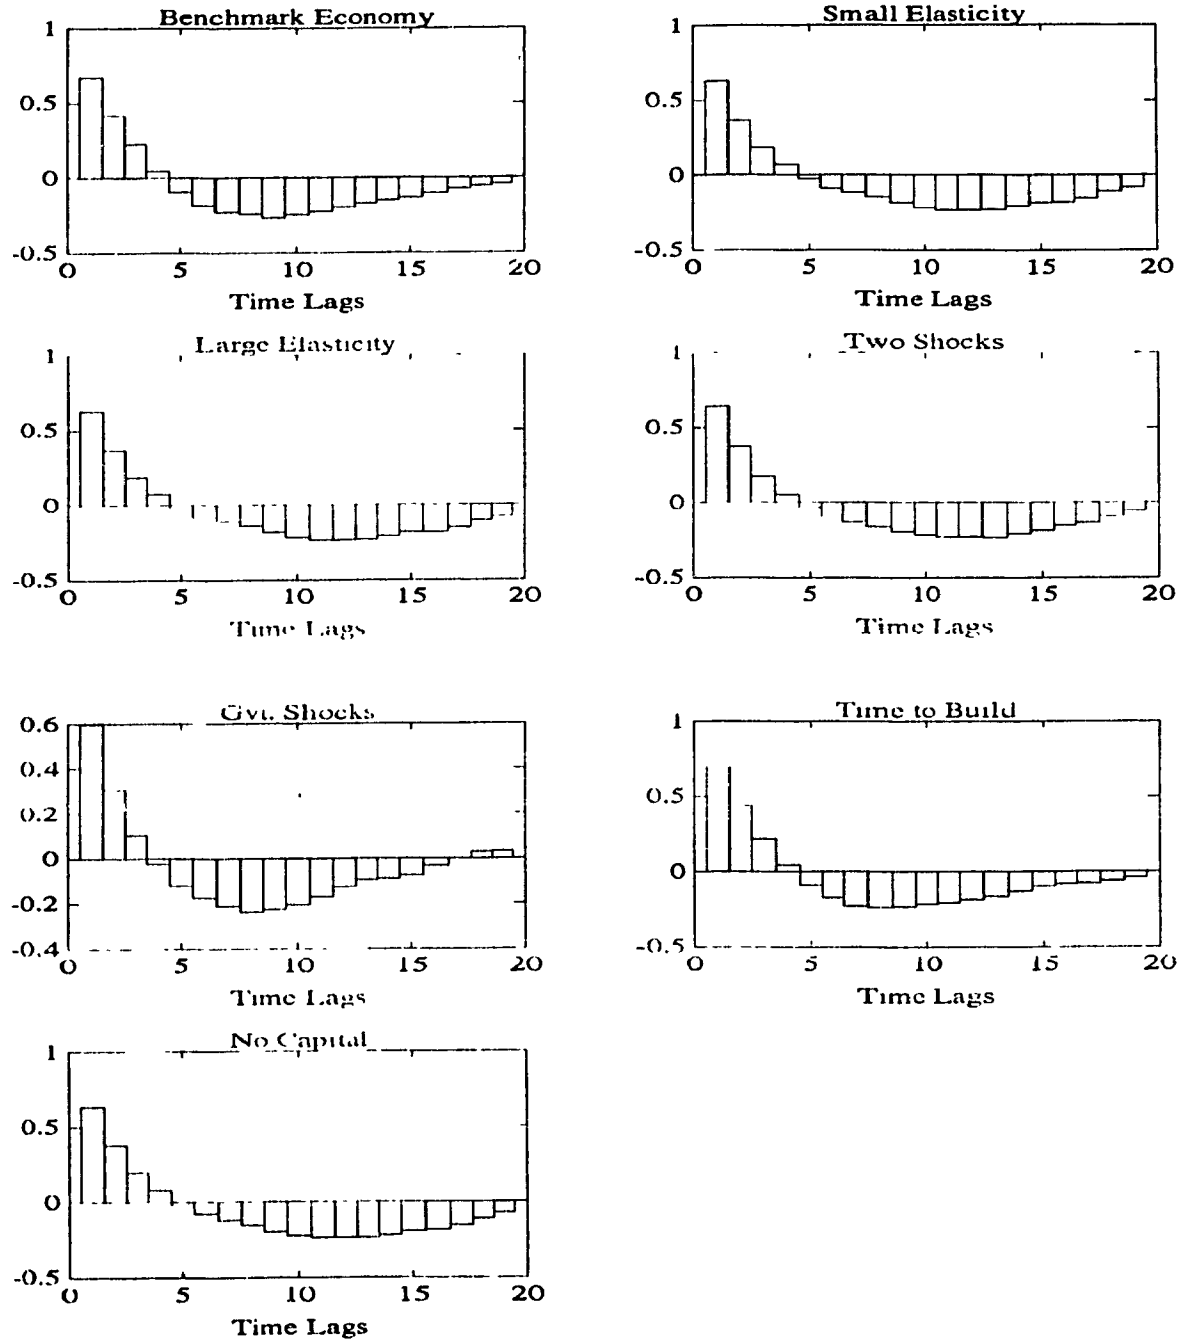 Benchmark Economy
1
0.5
0
-0.5
0 5 10 15 20
Time Lags
Small Elasticity
1
0.5
0
-0.5
0 5 10 15 20
Time Lags
Large Elasticity
1
0.5
0
-0.5
0 5 10 15 20
Time Lags
Two Shocks
1
0.5
0
-0.5
0 5 10 15 20
Time Lags
Gvt. Shocks
0.6
0.4
0.2
0
-0.2
-0.4
0 5 10 15 20
Time Lags
Time to Build
1
0.5
0
-0.5
0 5 10 15 20
Time Lags
No Capital
1
0.5
0
-0.5
0 5 10 15 20
Time Lags